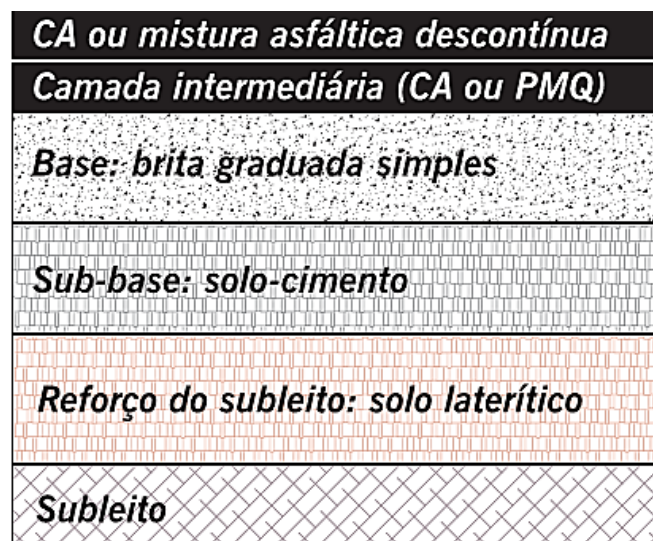 CA ou mistura asfáltica descontínua
Camada intermediária (CA ou PMQ)
Base: brita graduada simples
Sub-base: solo-cimento
Reforço do subleito: solo laterítico
Subleito